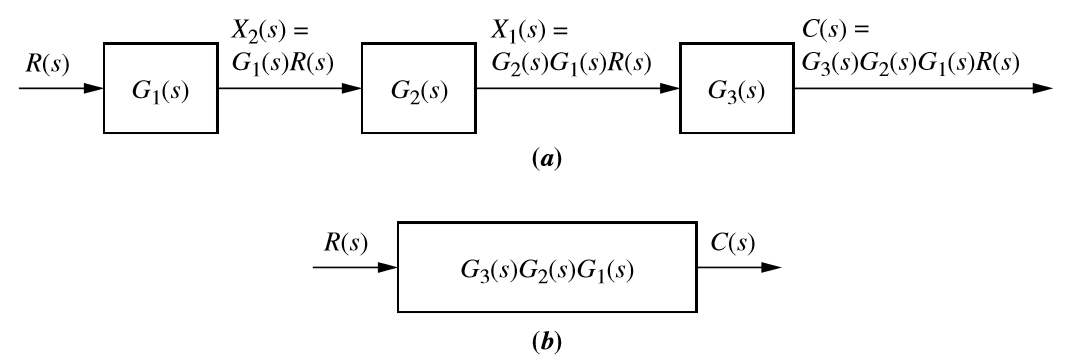 R(s)
G₁(s)
X₂(s) =
G₁(s)R(s)
G₂(s)
X₁(s) =
G₂(s)G₁(s)R(s)
G₃(s)
C(s) =
G₃(s)G₂(s)G₁(s)R(s)
(a)
R(s)
G₃(s)G₂(s)G₁(s)
C(s)
(b)